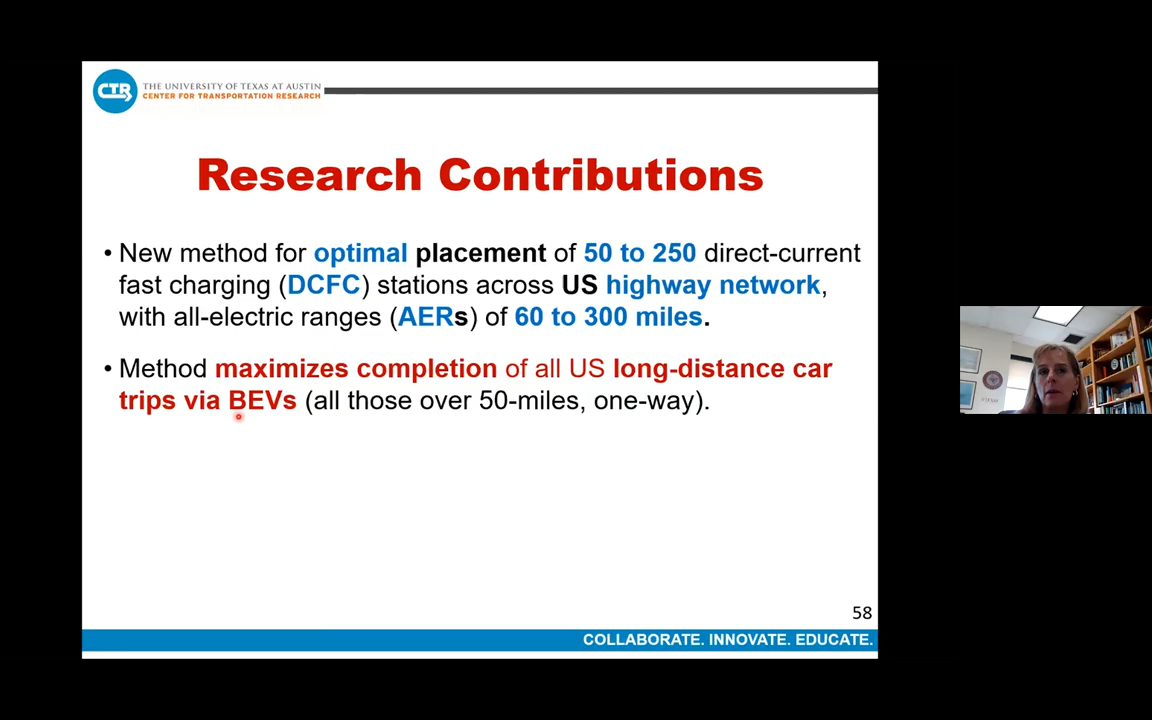 CTR
THE UNIVERSITY OF TEXAS AT AUSTIN
CENTER FOR TRANSPORTATION RESEARCH
Research Contributions
• New method for optimal placement of 50 to 250 direct-current
fast charging (DCFC) stations across US highway network,
with all-electric ranges (AERs) of 60 to 300 miles.
• Method maximizes completion of all US long-distance car
trips via BEVs (all those over 50-miles, one-way).
58
COLLABORATE. INNOVATE. EDUCATE.